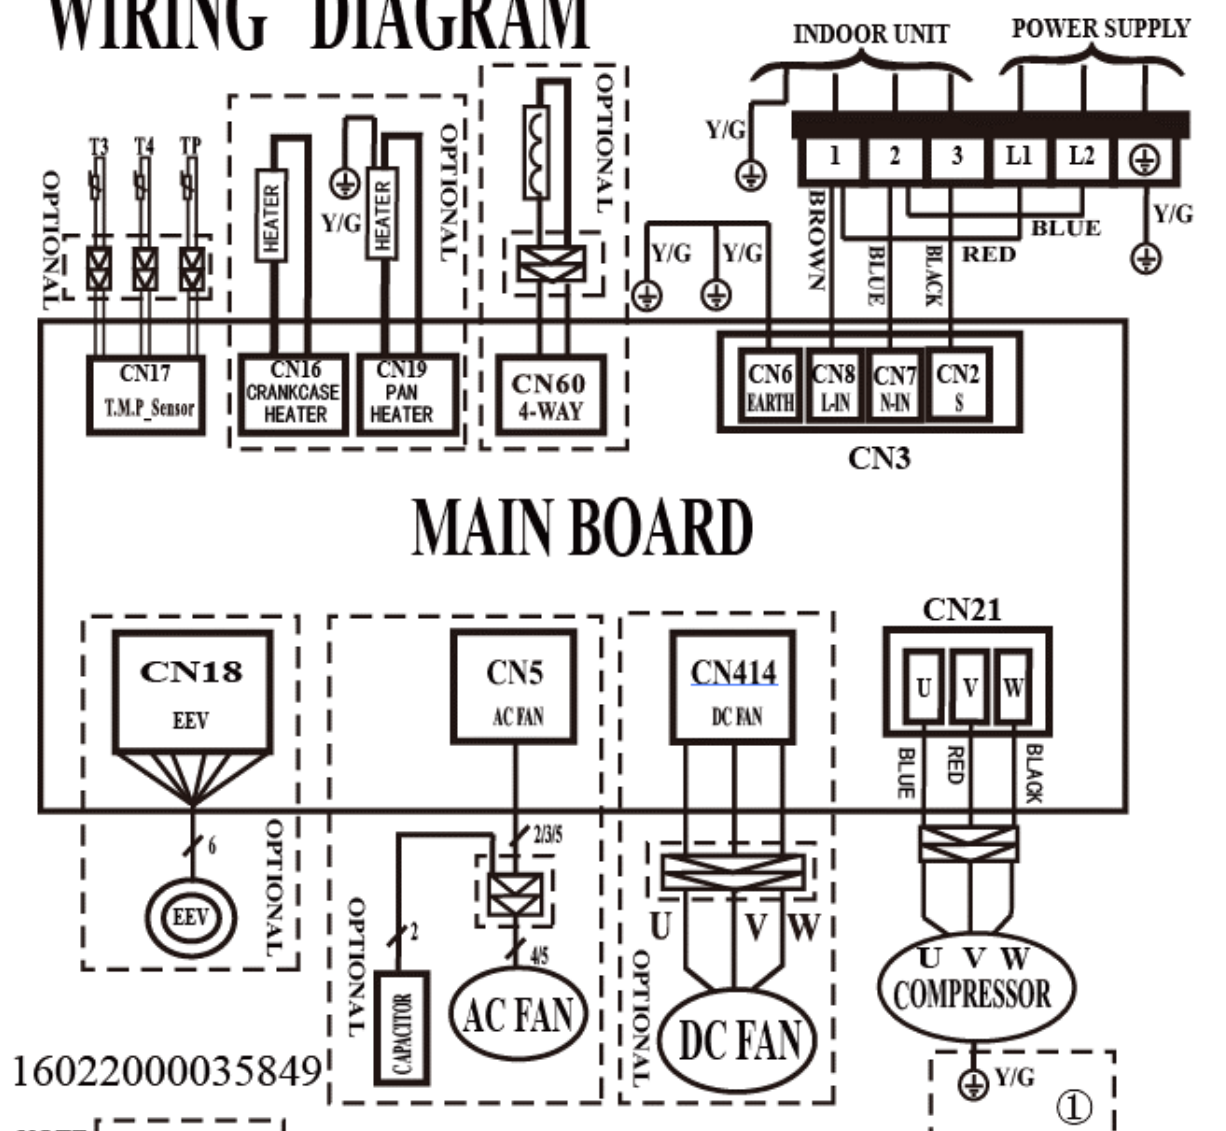 WIRING DIAGRAM
INDOOR UNIT
POWER SUPPLY
Y/G
1
2
3
L1
L2
Y/G
BROWN
BLUE
BLACK
RED
BLUE
T3
T4
TP
OPTIONAL
HEATER
Y/G
HEATER
OPTIONAL
OPTIONAL
Y/G
Y/G
CN17
T.M.P_Sensor
CN16
CRANKCASE
HEATER
CN19
PAN
HEATER
CN60
4-WAY
CN6
EARTH
CN8
L-IN
CN7
N-IN
CN2
S
CN3
MAIN BOARD
CN18
EEV
CN5
AC FAN
CN414
DC FAN
CN21
U
V
W
BLUE
RED
BLACK
6
EEV
OPTIONAL
2/3/5
2
4/5
OPTIONAL
CAPACITOR
AC FAN
U
V
W
OPTIONAL
DC FAN
U V W
COMPRESSOR
Y/G
①
16022000035849